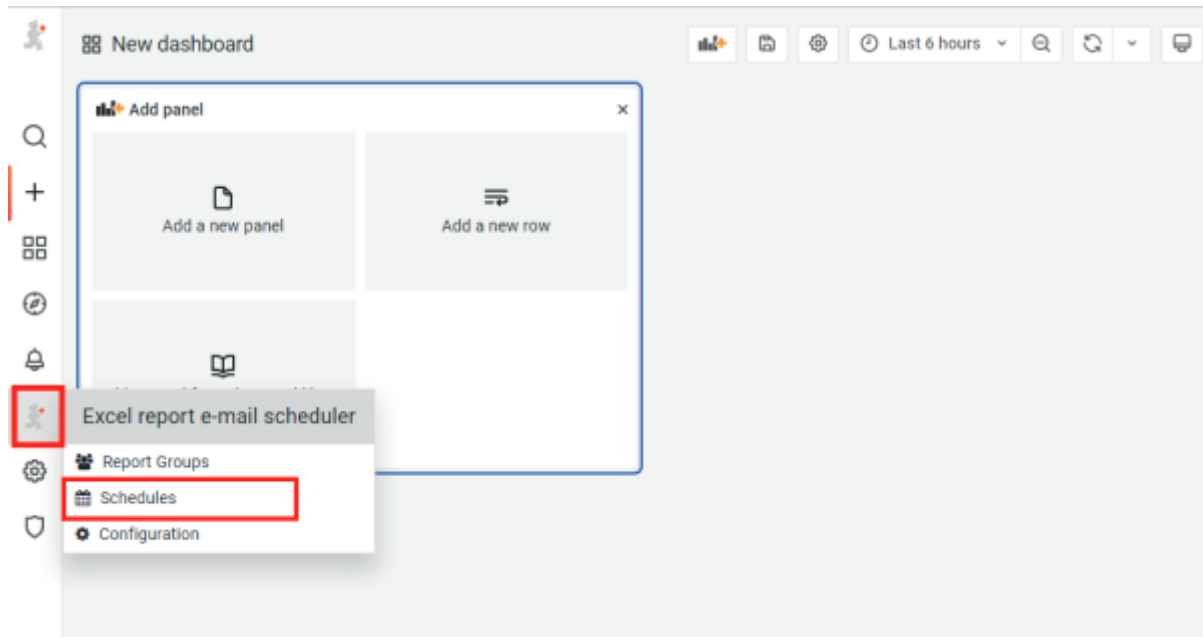 New dashboard
Last 6 hours
Add panel
Add a new panel
Add a new row
Excel report e-mail scheduler
Report Groups
Schedules
Configuration